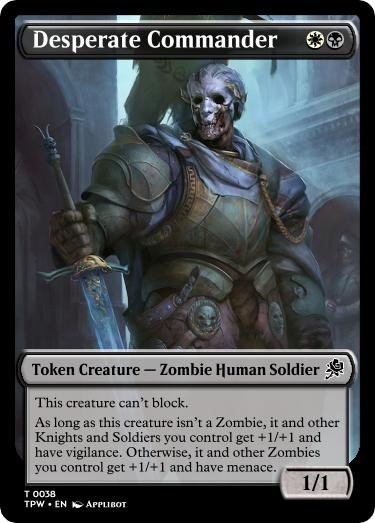 Desperate Commander
Token Creature — Zombie Human Soldier
This creature can't block.
As long as this creature isn't a Zombie, it and other
Knights and Soldiers you control get +1/+1 and
have vigilance. Otherwise, it and other Zombies
you control get +1/+1 and have menace.
1/1
T 0038
TPW • EN Applibot